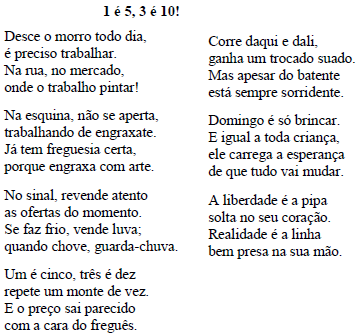 1 é 5, 3 é 10!
Desce o morro todo dia,
é preciso trabalhar.
Na rua, no mercado,
onde o trabalho pintar!
Na esquina, não se aperta,
trabalhando de engraxate.
Já tem freguesia certa,
porque engraxa com arte.
No sinal, revende atento
as ofertas do momento.
Se faz frio, vende luva;
quando chove, guarda-chuva.
Um é cinco, três é dez
repete um monte de vez.
E o preço sai parecido
com a cara do freguês.
Corre daqui e dali,
ganha um trocado suado.
Mas apesar do batente
está sempre sorridente.
Domingo é só brincar.
E igual a toda criança,
ele carrega a esperança
de que tudo vai mudar.
A liberdade é a pipa
solta no seu coração.
Realidade é a linha
bem presa na sua mão.